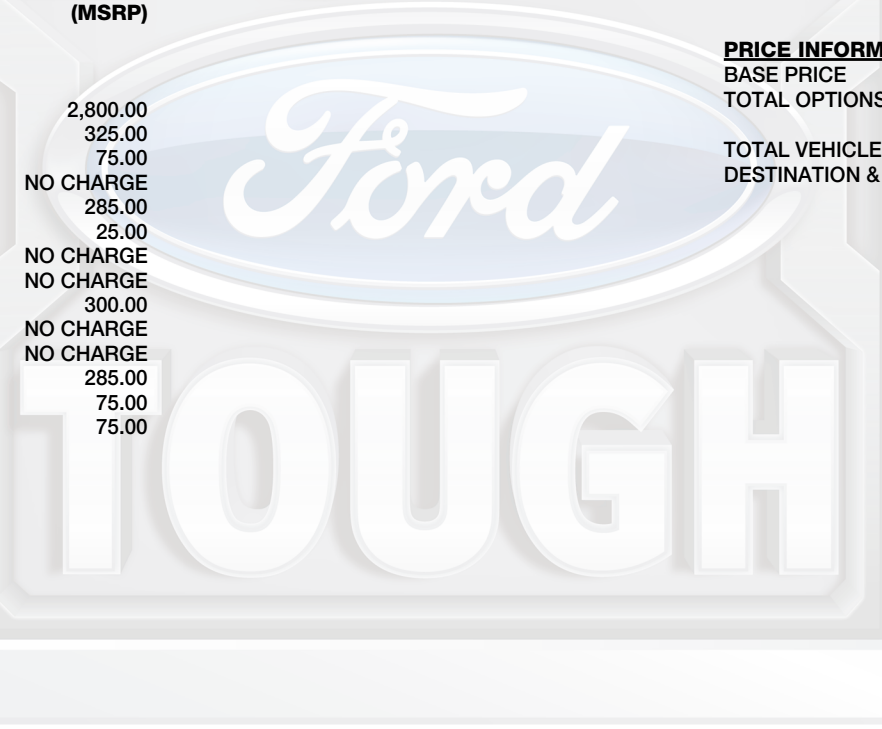 (MSRP)
2,800.00
325.00
75.00
NO CHARGE
285.00
25.00
NO CHARGE
NO CHARGE
300.00
NO CHARGE
NO CHARGE
285.00
75.00
75.00
PRICE INFORM
BASE PRICE
TOTAL OPTIONS
TOTAL VEHICLE
DESTINATION &
Ford
TOUGH